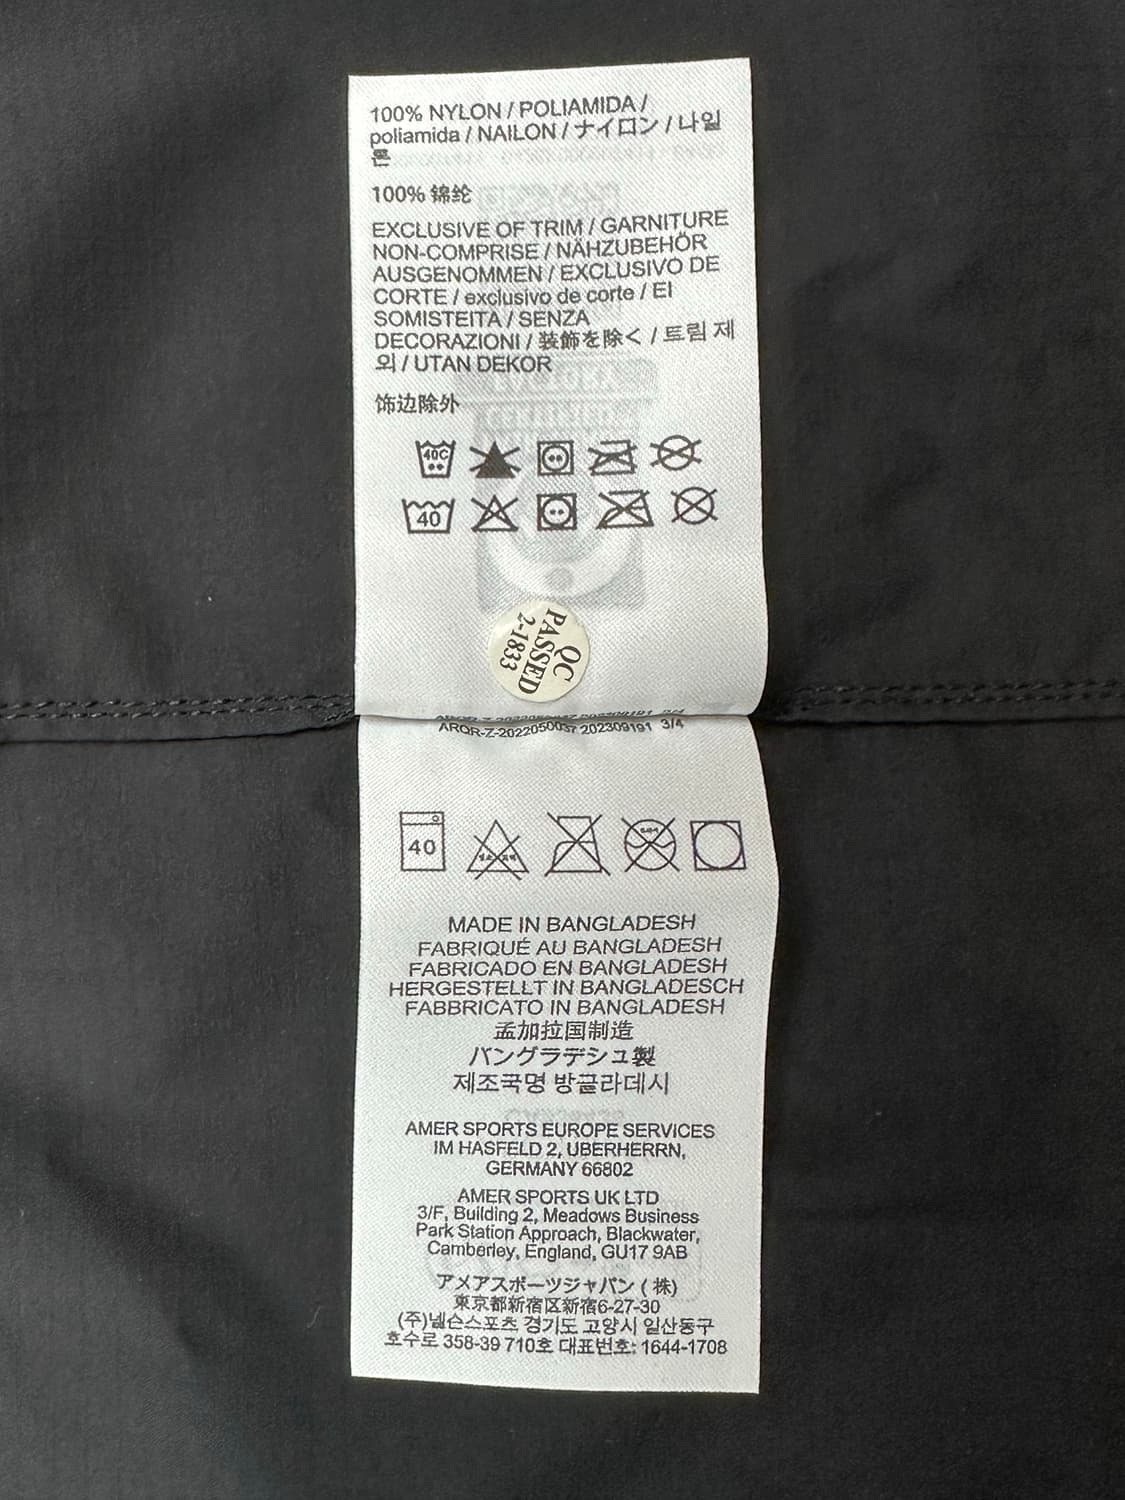 100% NYLON / POLIAMIDA /
poliamida / NAILON / ナイロン / 나일
론
100% 锦纶
EXCLUSIVE OF TRIM / GARNITURE
NON-COMPRISE / NÄHZUBEHÖR
AUSGENOMMEN / EXCLUSIVO DE
CORTE / exclusivo de corte / EI
SOMISTEITA / SENZA
DECORAZIONI / 装飾を除く / 트림 제
외 / UTAN DEKOR
饰边除外
40C
40
QC
PASSED
2-1833
ARQR-Z-2022050037 202309191 3/4
40
MADE IN BANGLADESH
FABRIQUÉ AU BANGLADESH
FABRICADO EN BANGLADESH
HERGESTELLT IN BANGLADESCH
FABBRICATO IN BANGLADESH
孟加拉国制造
バングラデシュ製
제조국명 방글라데시
AMER SPORTS EUROPE SERVICES
IM HASFELD 2, UBERHERRN,
GERMANY 66802
AMER SPORTS UK LTD
3/F, Building 2, Meadows Business
Park Station Approach, Blackwater,
Camberley, England, GU17 9AB
アメアスポーツジャパン ( 株)
東京都新宿区新宿6-27-30
(주)넬슨스포츠 경기도 고양시 일산동구
호수로 358-39 710호 대표번호: 1644-1708